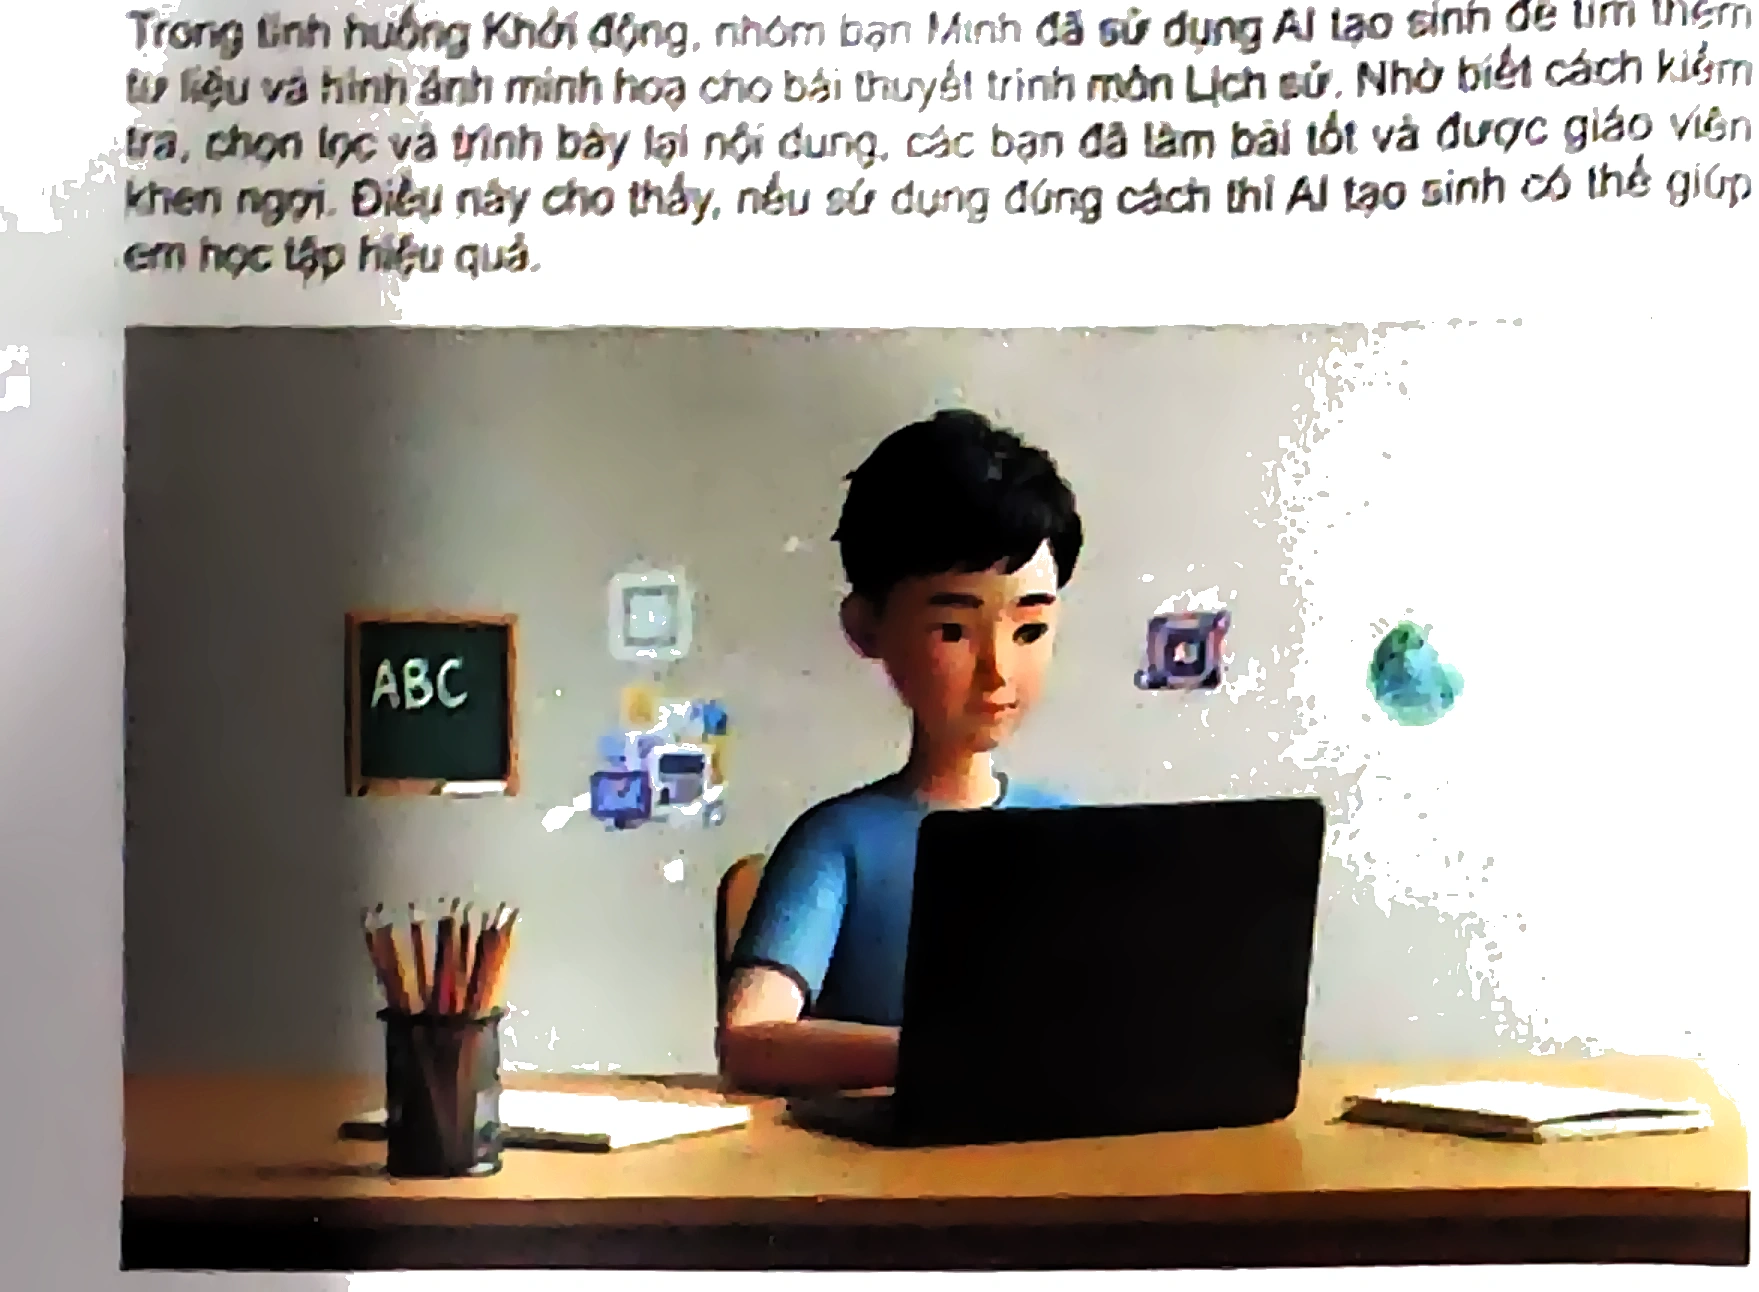 Trong tình huống Khởi động, nhóm bạn Minh đã sử dụng AI tạo sinh để tìm thêm
tư liệu và hình ảnh minh hoạ cho bài thuyết trình môn Lịch sử. Nhờ biết cách kiểm
tra, chọn lọc và trình bày lại nội dung, các bạn đã làm bài tốt và được giáo viên
khen ngợi. Điều này cho thấy, nếu sử dụng đúng cách thì AI tạo sinh có thể giúp
em học tập hiệu quả.
ABC